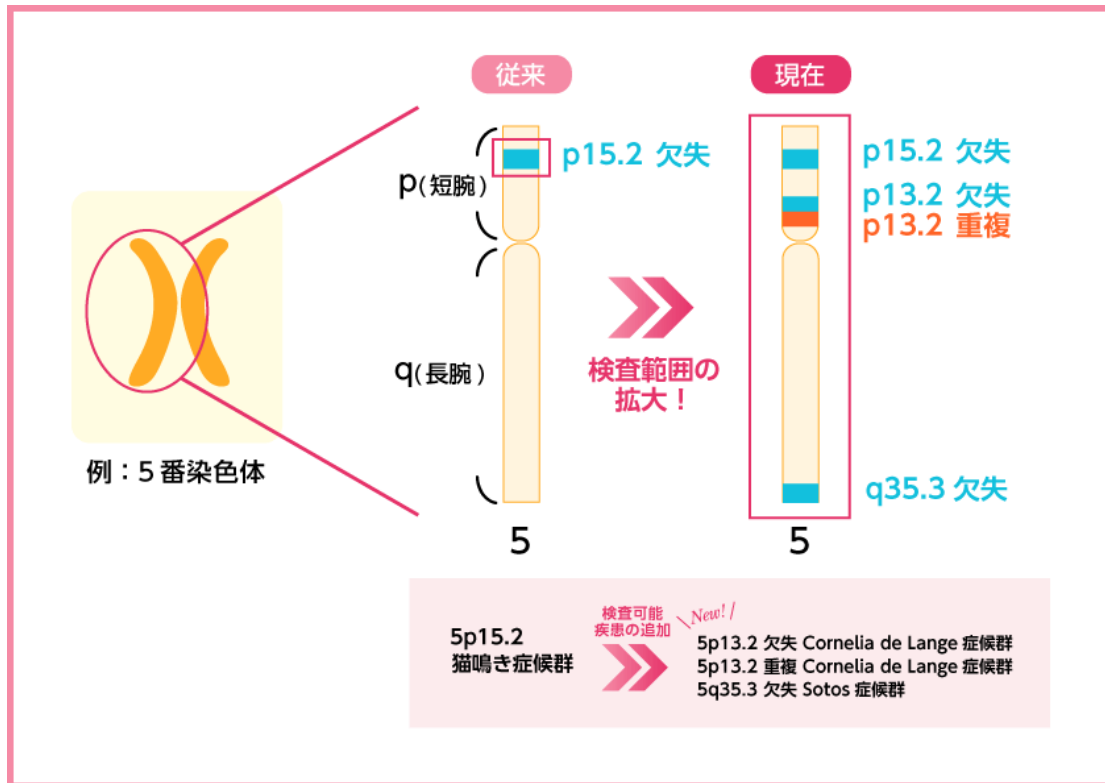 従来
現在
p15.2 欠失
p(短腕)
q(長腕)
5
例：5番染色体
検査範囲の
拡大！
p15.2 欠失
p13.2 欠失
p13.2 重複
q35.3 欠失
5
5p15.2
猫鳴き症候群
検査可能
疾患の追加
\New!/
5p13.2 欠失 Cornelia de Lange 症候群
5p13.2 重複 Cornelia de Lange 症候群
5q35.3 欠失 Sotos 症候群